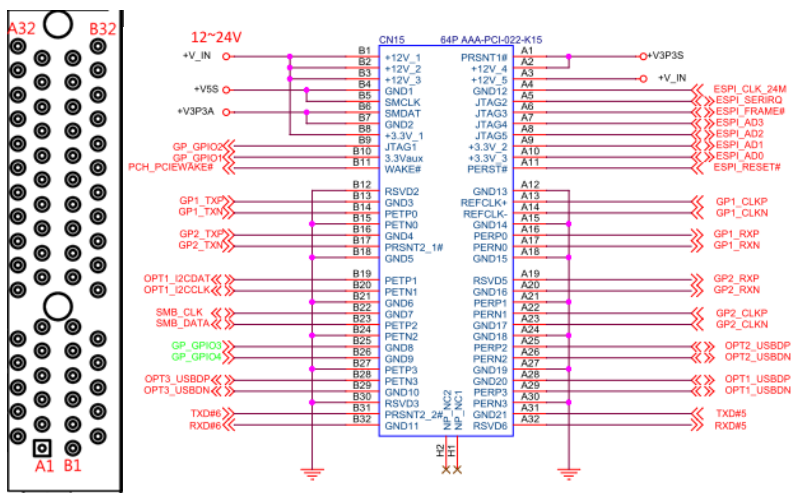 A32 B32
A1 B1
12~24V
CN15 64P AAA-PCI-022-K15
+V_IN B1 +12V_1 PRSNT1# A1 +V3P3S
B2 +12V_2 +12V_4 A2
B3 +12V_3 +12V_5 A3 +V_IN
+V5S B4 GND1 GND12 A4 ESPI_CLK_24M
B5 SMCLK JTAG2 A5 ESPI_SERIRQ
+V3P3A B6 SMDAT JTAG3 A6 ESPI_FRAME#
B7 GND2 JTAG4 A7 ESPI_AD3
B8 +3.3V_1 JTAG5 A8 ESPI_AD2
GP_GPIO2 B9 JTAG1 +3.3V_2 A9 ESPI_AD1
GP_GPIO1 B10 3.3Vaux +3.3V_3 A10 ESPI_AD0
PCH_PCIEWAKE# B11 WAKE# PERST# A11 ESPI_RESET#
B12 RSVD2 GND13 A12
GP1_TXP B13 GND3 REFCLK+ A13 GP1_CLKP
GP1_TXN B14 PETP0 REFCLK- A14 GP1_CLKN
B15 PETN0 GND14 A15
GP2_TXP B16 GND4 PERP0 A16 GP1_RXP
GP2_TXN B17 PRSNT2_1# PERN0 A17 GP1_RXN
B18 GND5 GND15 A18
OPT1_I2CDAT B19 PETP1 RSVD5 A19 GP2_RXP
OPT1_I2CCLK B20 PETN1 GND16 A20 GP2_RXN
B21 GND6 PERP1 A21
SMB_CLK B22 GND7 PERN1 A22 GP2_CLKP
SMB_DATA B23 PETP2 GND17 A23 GP2_CLKN
B24 PETN2 GND18 A24
GP_GPIO3 B25 GND8 PERP2 A25 OPT2_USBDP
GP_GPIO4 B26 GND9 PERN2 A26 OPT2_USBDN
B27 PETP3 GND19 A27
OPT3_USBDP B28 PETN3 GND20 A28 OPT1_USBDP
OPT3_USBDN B29 GND10 PERP3 A29 OPT1_USBDN
B30 RSVD3 PERN3 A30
TXD#6 B31 PRSNT2_2# GND21 A31 TXD#5
RXD#6 B32 GND11 RSVD6 A32 RXD#5
NP_NC2 NP_NC1
H2 H1